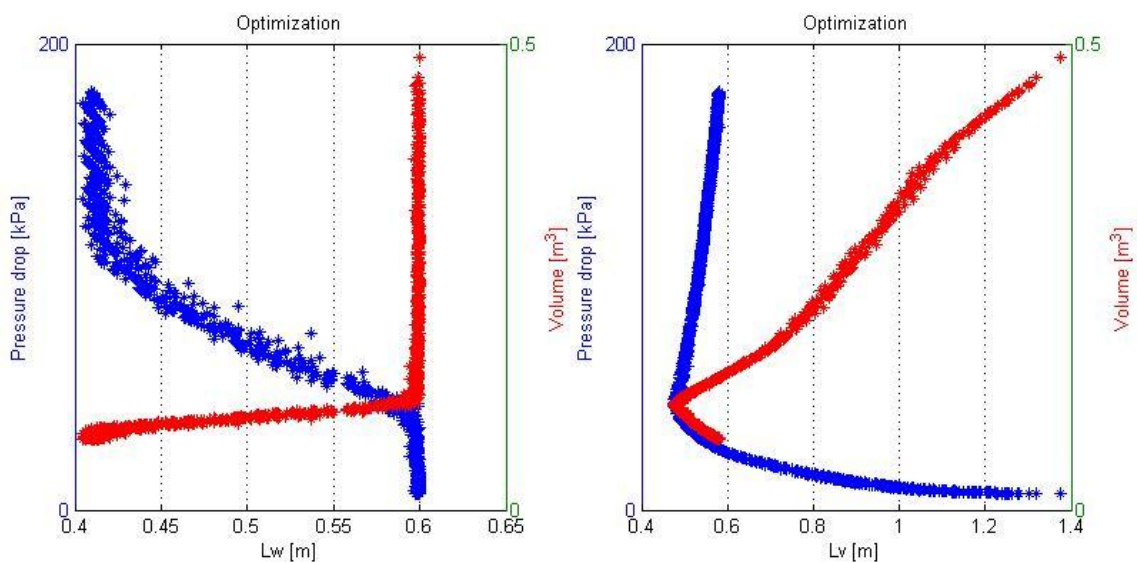 Optimization
200
0.5
Pressure drop [kPa]
Volume [m³]
0
0
0.4 0.45 0.5 0.55 0.6 0.65
Lw [m]
Optimization
200
0.5
Pressure drop [kPa]
Volume [m³]
0
0
0.4 0.6 0.8 1 1.2 1.4
Lv [m]